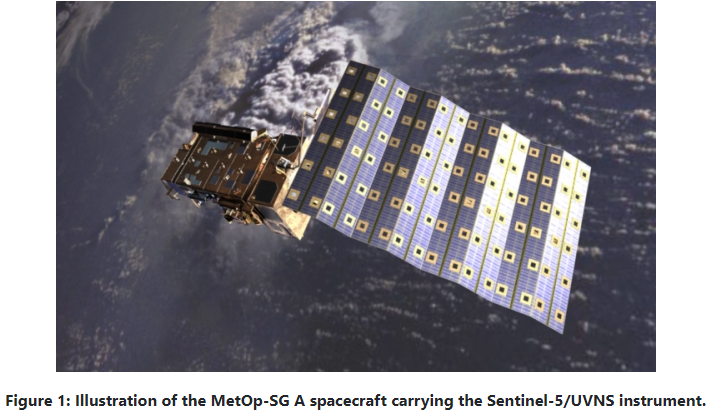 Figure 1: Illustration of the MetOp-SG A spacecraft carrying the Sentinel-5/UVNS instrument.